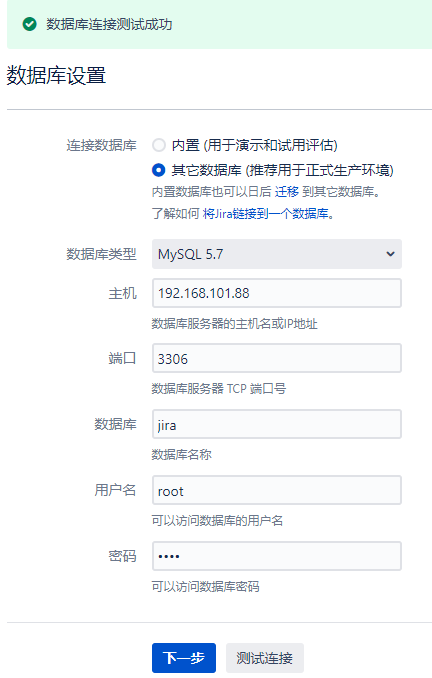 数据库连接测试成功
数据库设置
连接数据库 内置 (用于演示和试用评估)
其它数据库 (推荐用于正式生产环境)
内置数据库也可以日后 迁移 到其它数据库。
了解如何 将Jira链接到一个数据库。
数据库类型 MySQL 5.7
主机 192.168.101.88
数据库服务器的主机名或IP地址
端口 3306
数据库服务器 TCP 端口号
数据库 jira
数据库名称
用户名 root
可以访问数据库的用户名
密码 ••••
可以访问数据库密码
下一步 测试连接